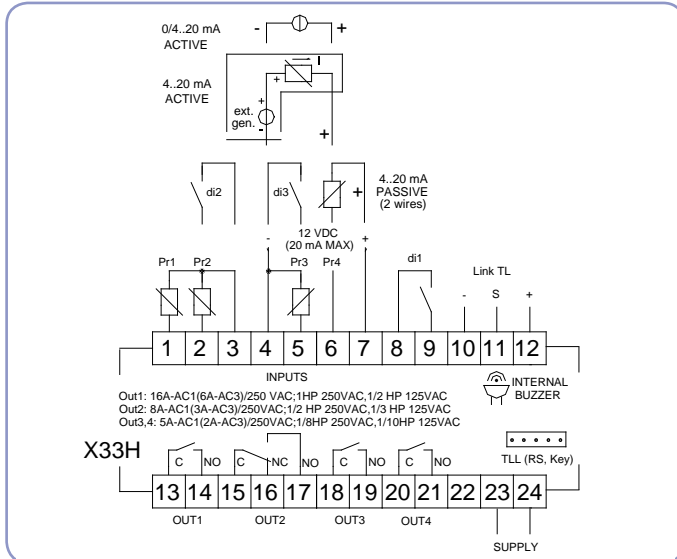 0/4..20 mA
ACTIVE
- +
I
+
4..20 mA
ACTIVE
+
ext.
gen.
-
+
di2
di3
+
4..20 mA
PASSIVE
(2 wires)
12 VDC
(20 mA MAX)
- +
Pr1 Pr2 Pr3 Pr4 di1 Link TL
- S +
1 2 3 4 5 6 7 8 9 10 11 12
INPUTS
INTERNAL
BUZZER
Out1: 16A-AC1(6A-AC3)/250 VAC;1HP 250VAC,1/2 HP 125VAC
Out2: 8A-AC1(3A-AC3)/250VAC;1/2 HP 250VAC,1/3 HP 125VAC
Out3,4: 5A-AC1(2A-AC3)/250VAC;1/8HP 250VAC,1/10HP 125VAC
X33H
TLL (RS, Key)
C NO C NC NO C NO C NO
13 14 15 16 17 18 19 20 21 22 23 24
OUT1 OUT2 OUT3 OUT4
SUPPLY